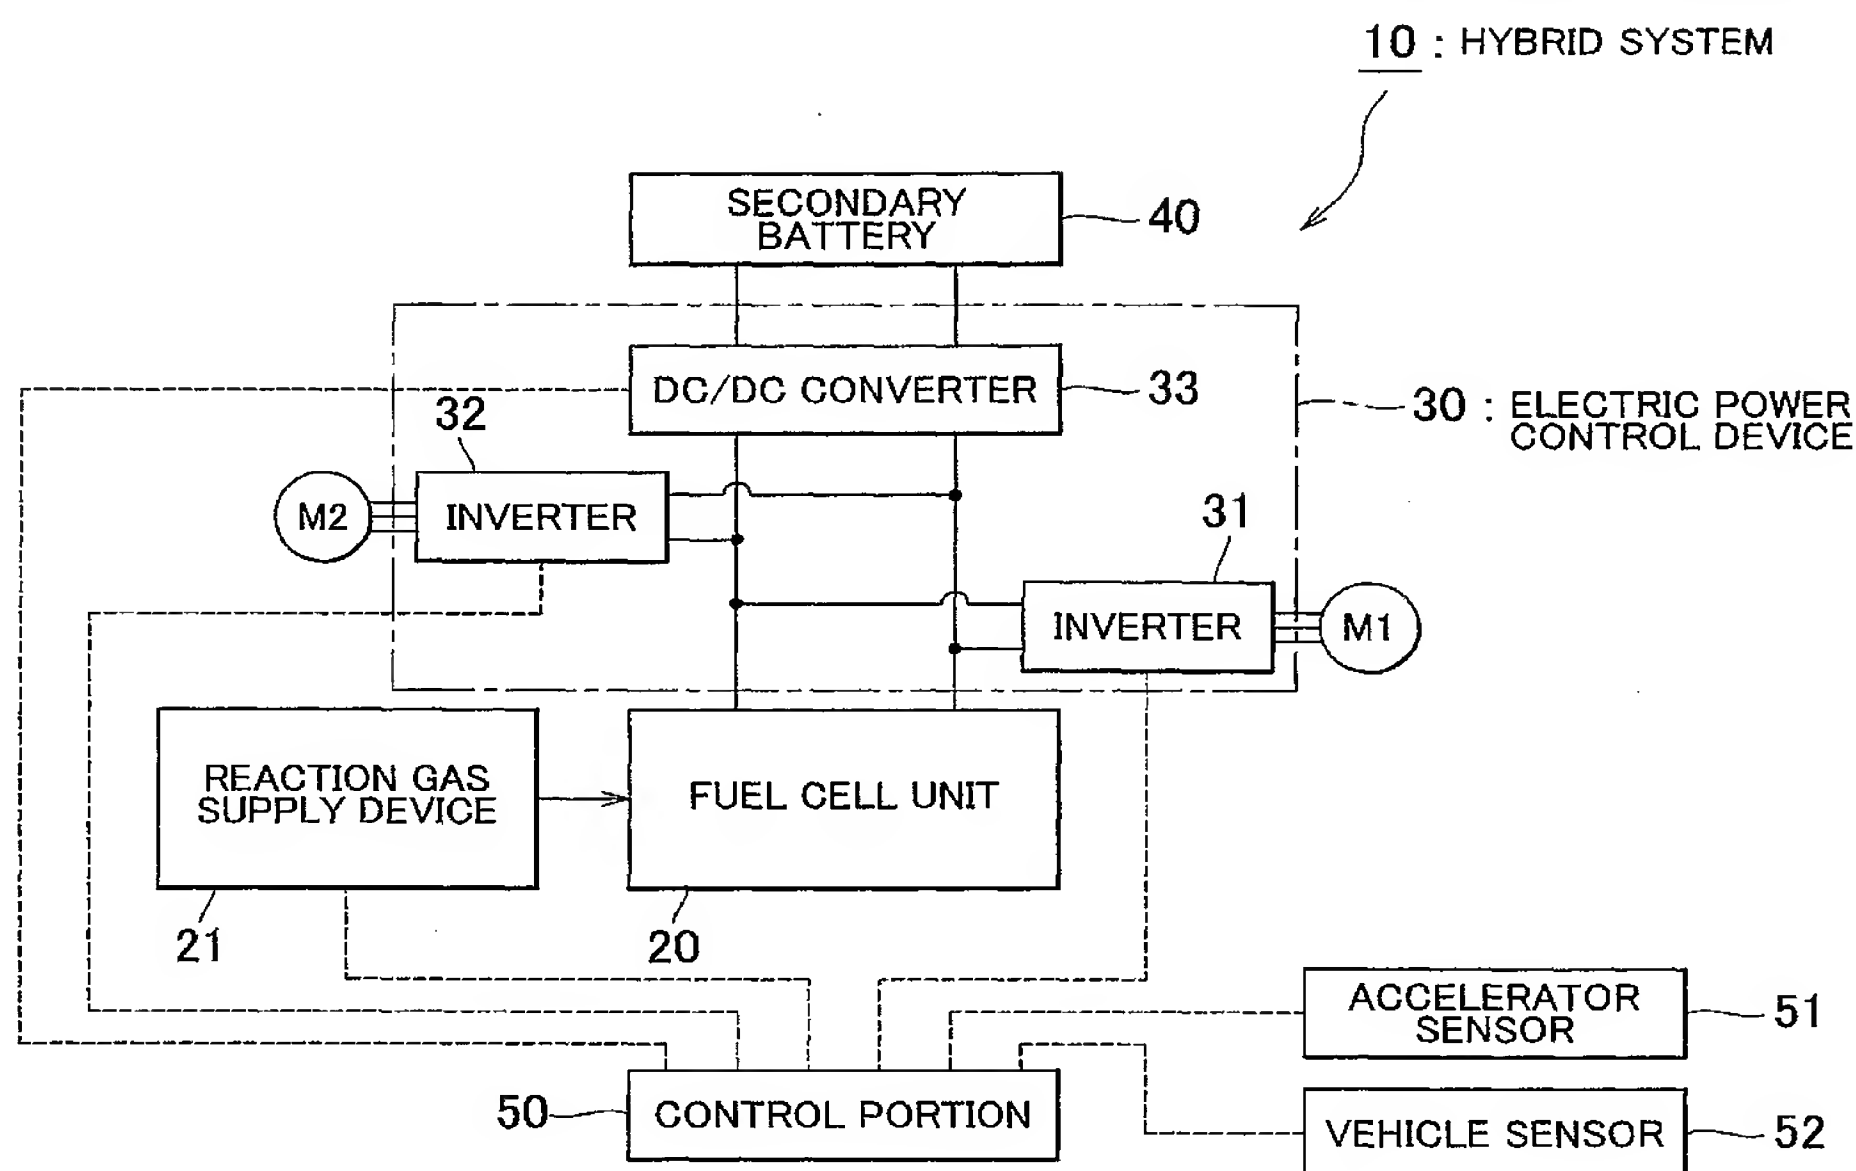 10 : HYBRID SYSTEM
SECONDARY
BATTERY
40
DC/DC CONVERTER
33
30 : ELECTRIC POWER
CONTROL DEVICE
32
M2
INVERTER
31
INVERTER
M1
REACTION GAS
SUPPLY DEVICE
FUEL CELL UNIT
21
20
ACCELERATOR
SENSOR
51
50
CONTROL PORTION
VEHICLE SENSOR
52